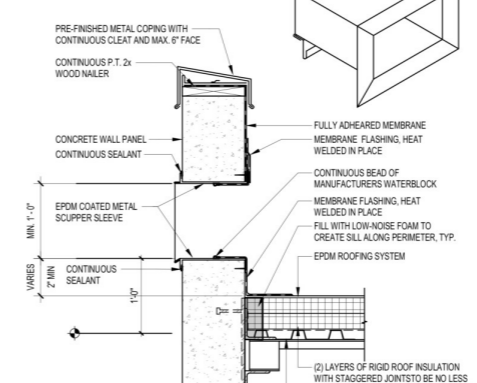 PRE-FINISHED METAL COPING WITH
CONTINUOUS CLEAT AND MAX. 6" FACE
CONTINUOUS P.T. 2x
WOOD NAILER
CONCRETE WALL PANEL
CONTINUOUS SEALANT
EPDM COATED METAL
SCUPPER SLEEVE
CONTINUOUS
SEALANT
MIN. 1' - 0"
VARIES
2" MIN
1'-0"
FULLY ADHEARED MEMBRANE
MEMBRANE FLASHING, HEAT
WELDED IN PLACE
CONTINUOUS BEAD OF
MANUFACTURERS WATERBLOCK
MEMBRANE FLASHING, HEAT
WELDED IN PLACE
FILL WITH LOW-NOISE FOAM TO
CREATE SILL ALONG PERIMETER, TYP.
EPDM ROOFING SYSTEM
(2) LAYERS OF RIGID ROOF INSULATION
WITH STAGGERED JOINTSTO BE NO LESS